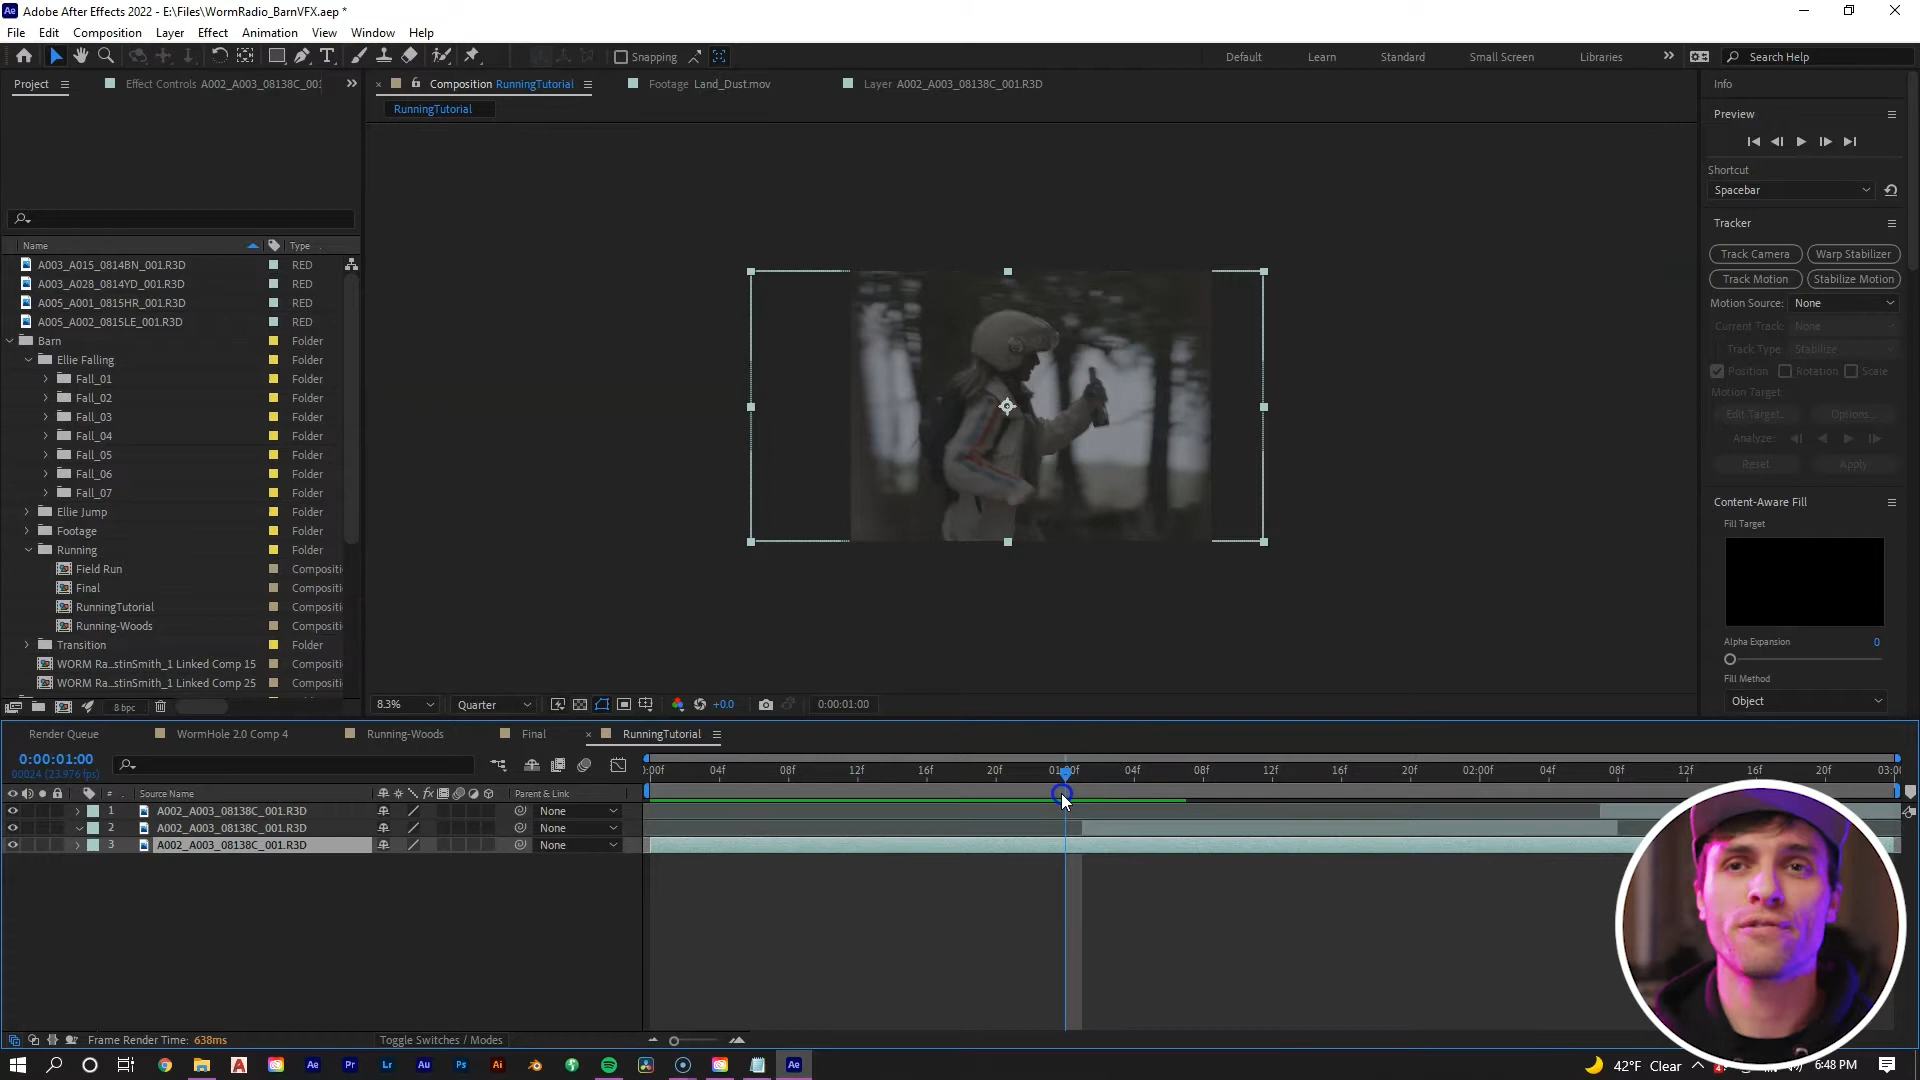 Adobe After Effects 2022 - E:\Files\WormRadio_BarnVFX.aep *
File Edit Composition Layer Effect Animation View Window Help
Snapping Default Learn Standard Small Screen Libraries Search Help
Project Effect Controls A002_A003_08138C_001 Composition RunningTutorial Footage Land_Dust.mov Layer A002_A003_08138C_001.R3D Info
RunningTutorial
Preview
Shortcut
Spacebar
Tracker
Name Type
A003_A015_0814BN_001.R3D RED
A003_A028_0814YD_001.R3D RED
A005_A001_0815HR_001.R3D RED
A005_A002_0815LE_001.R3D RED
Barn Folder
Ellie Falling Folder
Fall_01 Folder
Fall_02 Folder
Fall_03 Folder
Fall_04 Folder
Fall_05 Folder
Fall_06 Folder
Fall_07 Folder
Ellie Jump Folder
Footage Folder
Running Folder
Field Run Compositi
Final Compositi
RunningTutorial Compositi
Running-Woods Compositi
Transition Folder
WORM Ra...stinSmith_1 Linked Comp 15 Compositi
WORM Ra...stinSmith_1 Linked Comp 25 Compositi
8 bpc
Track Camera Warp Stabilizer
Track Motion Stabilize Motion
Motion Source: None
Current Track: None
Track Type: Stabilize
Position Rotation Scale
Motion Target:
Edit Target... Options...
Analyze:
Reset Apply
Content-Aware Fill
Fill Target
Alpha Expansion 0
Fill Method
Object
8.3% Quarter +0.0 0:00:01:00
Render Queue WormHole 2.0 Comp 4 Running-Woods Final RunningTutorial
0:00:01:00
00024 (23.976 fps)
:00f 04f 08f 12f 16f 20f 01:00f 04f 08f 12f 16f 20f 02:00f 04f 08f 12f 16f 20f 03:0
# Source Name Parent & Link
1 A002_A003_08138C_001.R3D None
2 A002_A003_08138C_001.R3D None
3 A002_A003_08138C_001.R3D None
Frame Render Time: 638ms Toggle Switches / Modes
Ae Pr Lr Au Ps Ai Ae 42°F Clear 6:48 PM